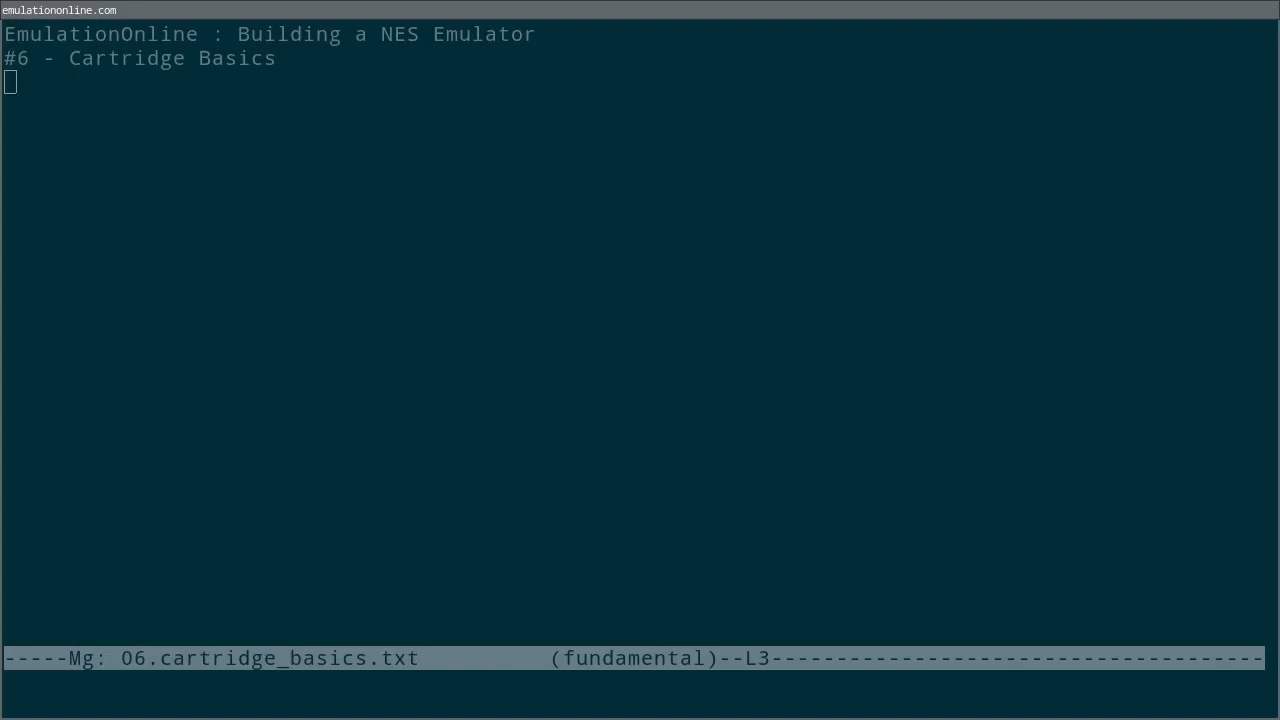 emulationonline.com
EmulationOnline : Building a NES Emulator
#6 - Cartridge Basics
-----Mg: 06.cartridge_basics.txt          (fundamental)--L3--------------------------------------